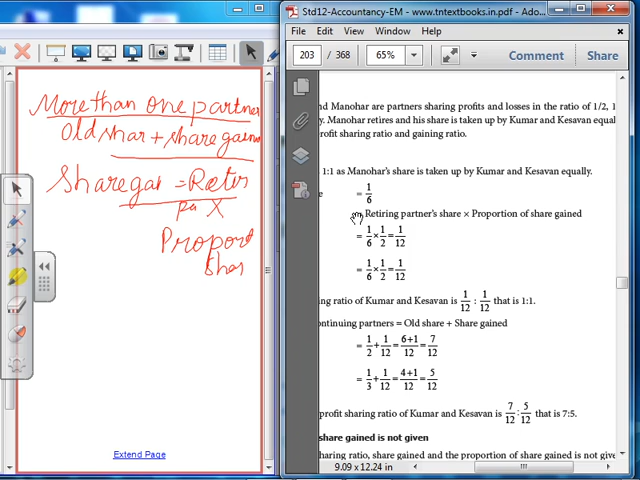 Std12-Accountancy-EM - www.tntextbooks.in.pdf - Ado...
File Edit View Window Help
203 / 368 65% Comment Share
More than one partner
Old shar + share gain
Share gai = Retir
pa X
Proport
Shar
Extend Page
nd Manohar are partners sharing profits and losses in the ratio of 1/2, 1
ly. Manohar retires and his share is taken up by Kumar and Kesavan equal
rofit sharing ratio and gaining ratio.
1:1 as Manohar's share is taken up by Kumar and Kesavan equally.
e = 1/6
= Retiring partner's share × Proportion of share gained
= 1/6 × 1/2 = 1/12
= 1/6 × 1/2 = 1/12
ing ratio of Kumar and Kesavan is 1/12 : 1/12 that is 1:1.
ontinuing partners = Old share + Share gained
= 1/2 + 1/12 = 6+1/12 = 7/12
= 1/3 + 1/12 = 4+1/12 = 5/12
profit sharing ratio of Kumar and Kesavan is 7/12 : 5/12 that is 7:5.
share gained is not given
haring ratio, share gained and the proportion of share gained is not give
9.09 x 12.24 in